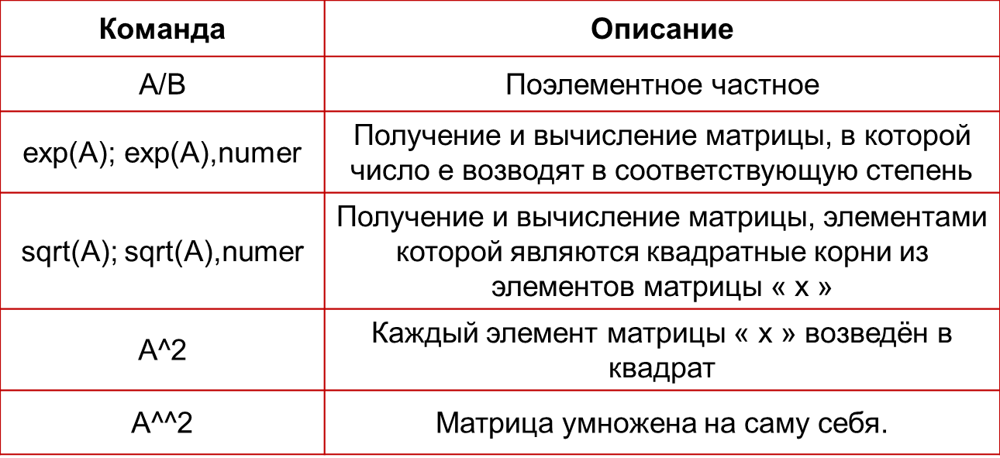 Команда
Описание
A/B
Поэлементное частное
exp(A); exp(A),numer
Получение и вычисление матрицы, в которой
число е возводят в соответствующую степень
sqrt(A); sqrt(A),numer
Получение и вычисление матрицы, элементами
которой являются квадратные корни из
элементов матрицы « x »
A^2
Каждый элемент матрицы « x » возведён в
квадрат
A^^2
Матрица умножена на саму себя.